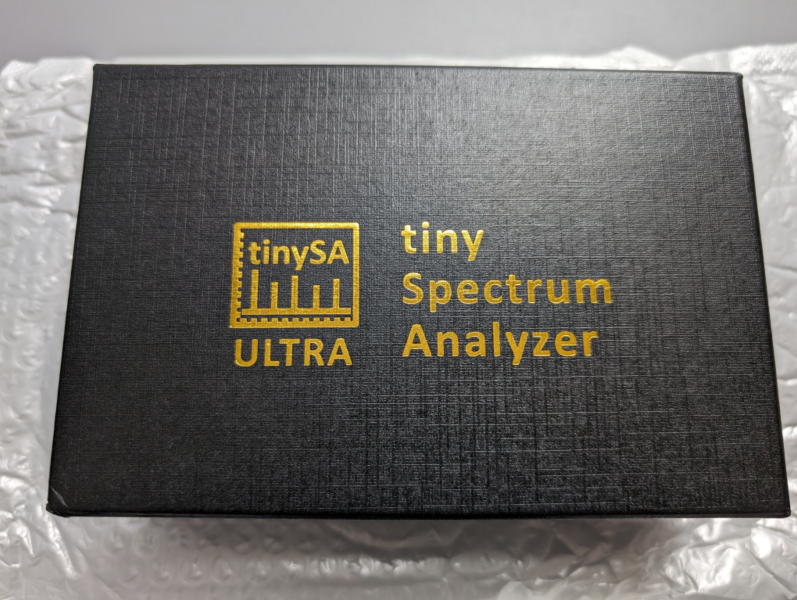 tinySA
ULTRA
tiny
Spectrum
Analyzer